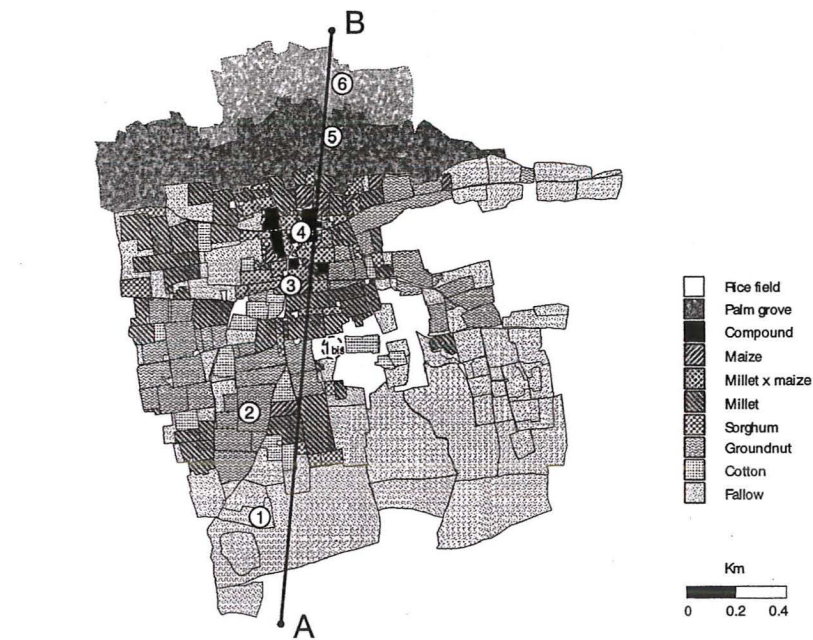 B
6
5
4
3
1 bis
2
1
A
Rice field
Palm grove
Compound
Maize
Millet x maize
Millet
Sorghum
Groundnut
Cotton
Fallow
Km
0 0.2 0.4